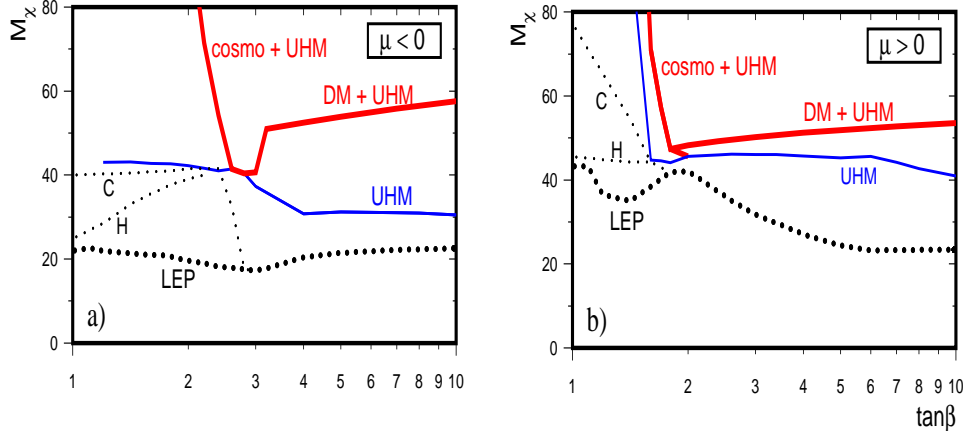 Mχ
80
60
40
20
0
μ < 0
cosmo + UHM
DM + UHM
UHM
C
H
LEP
a)
1 2 3 4 5 6 7 8 9 10
Mχ
80
60
40
20
0
μ > 0
cosmo + UHM
DM + UHM
UHM
C
H
LEP
b)
1 2 3 4 5 6 7 8 9 10
tanβ